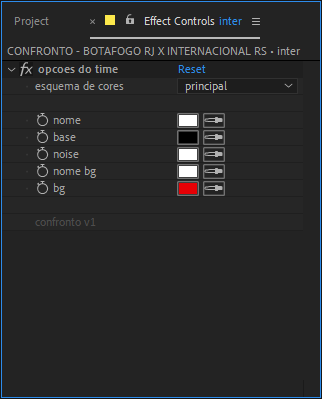 Project × Effect Controls inter
CONFRONTO - BOTAFOGO RJ X INTERNACIONAL RS • inter
fx opcoes do time Reset
esquema de cores principal
nome
base
noise
nome bg
bg
confronto v1